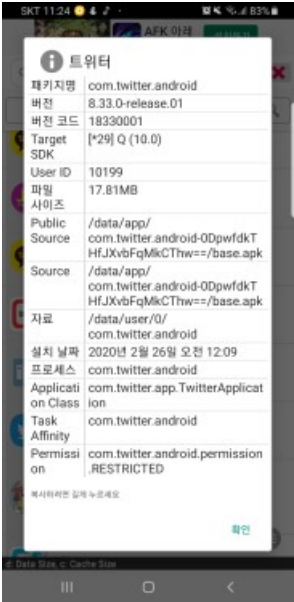 SKT 11:24
83%
AFK 아레
트위터
패키지명 com.twitter.android
버전 8.33.0-release.01
버전 코드 18330001
Target SDK [*29] Q (10.0)
User ID 10199
파일 사이즈 17.81MB
Public Source /data/app/
com.twitter.android-0DpwfdkT
HfJXvbFqMkCThw==/base.apk
Source /data/app/
com.twitter.android-0DpwfdkT
HfJXvbFqMkCThw==/base.apk
자료 /data/user/0/
com.twitter.android
설치 날짜 2020년 2월 26일 오전 12:09
프로세스 com.twitter.android
Applicati on Class com.twitter.app.TwitterApplicat
ion
Task Affinity com.twitter.android
Permissi on com.twitter.android.permission
.RESTRICTED
복사하려면 길게 누르세요
확인
d: Data Size, c: Cache Size